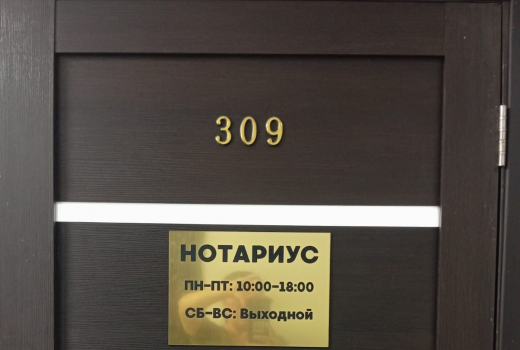 309
НОТАРИУС
ПН-ПТ: 10:00-18:00
СБ-ВС: Выходной